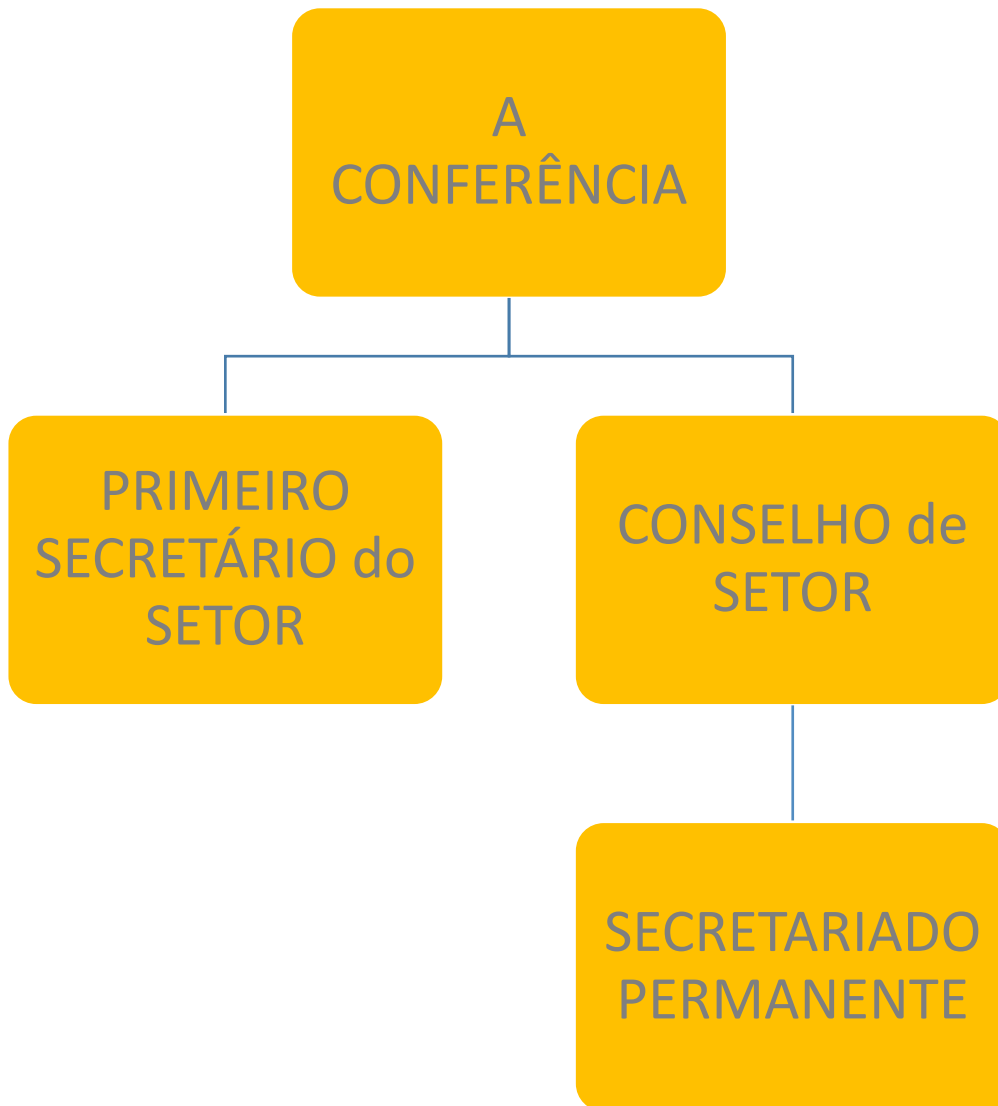 A
CONFERÊNCIA
PRIMEIRO
SECRETÁRIO do
SETOR
CONSELHO de
SETOR
SECRETARIADO
PERMANENTE